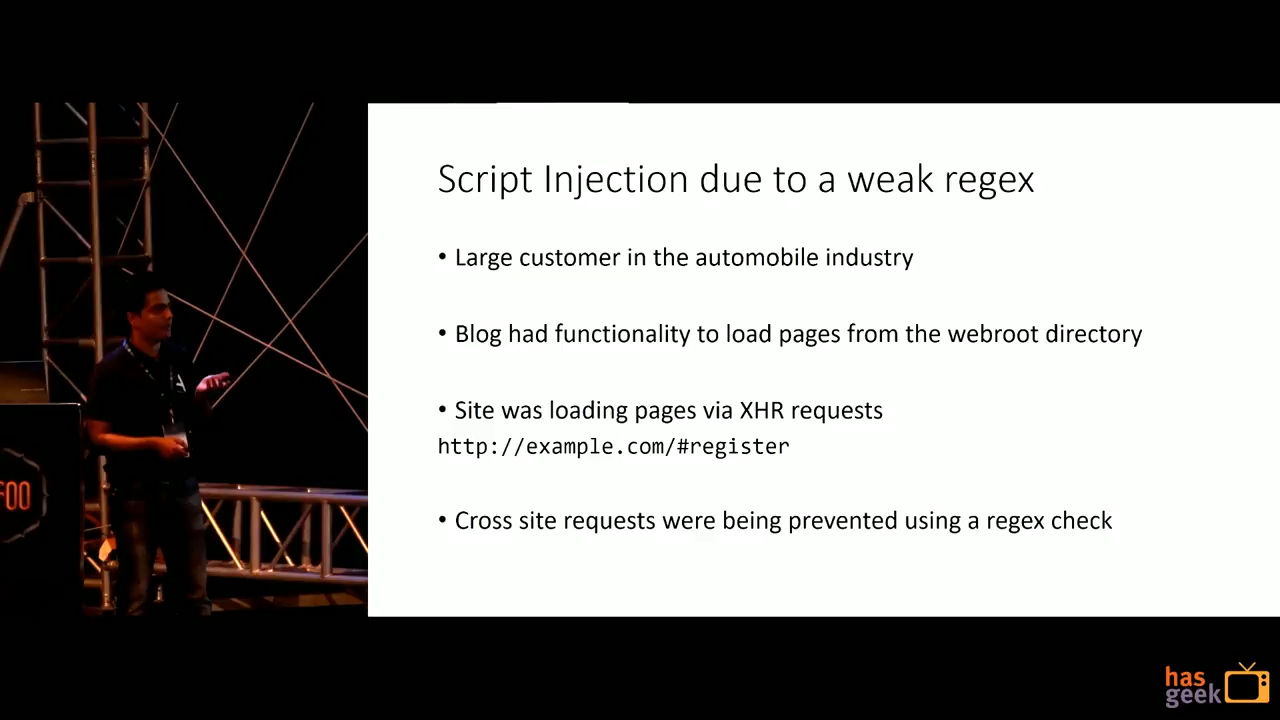 Script Injection due to a weak regex
• Large customer in the automobile industry
• Blog had functionality to load pages from the webroot directory
• Site was loading pages via XHR requests
http://example.com/#register
• Cross site requests were being prevented using a regex check
has
geek